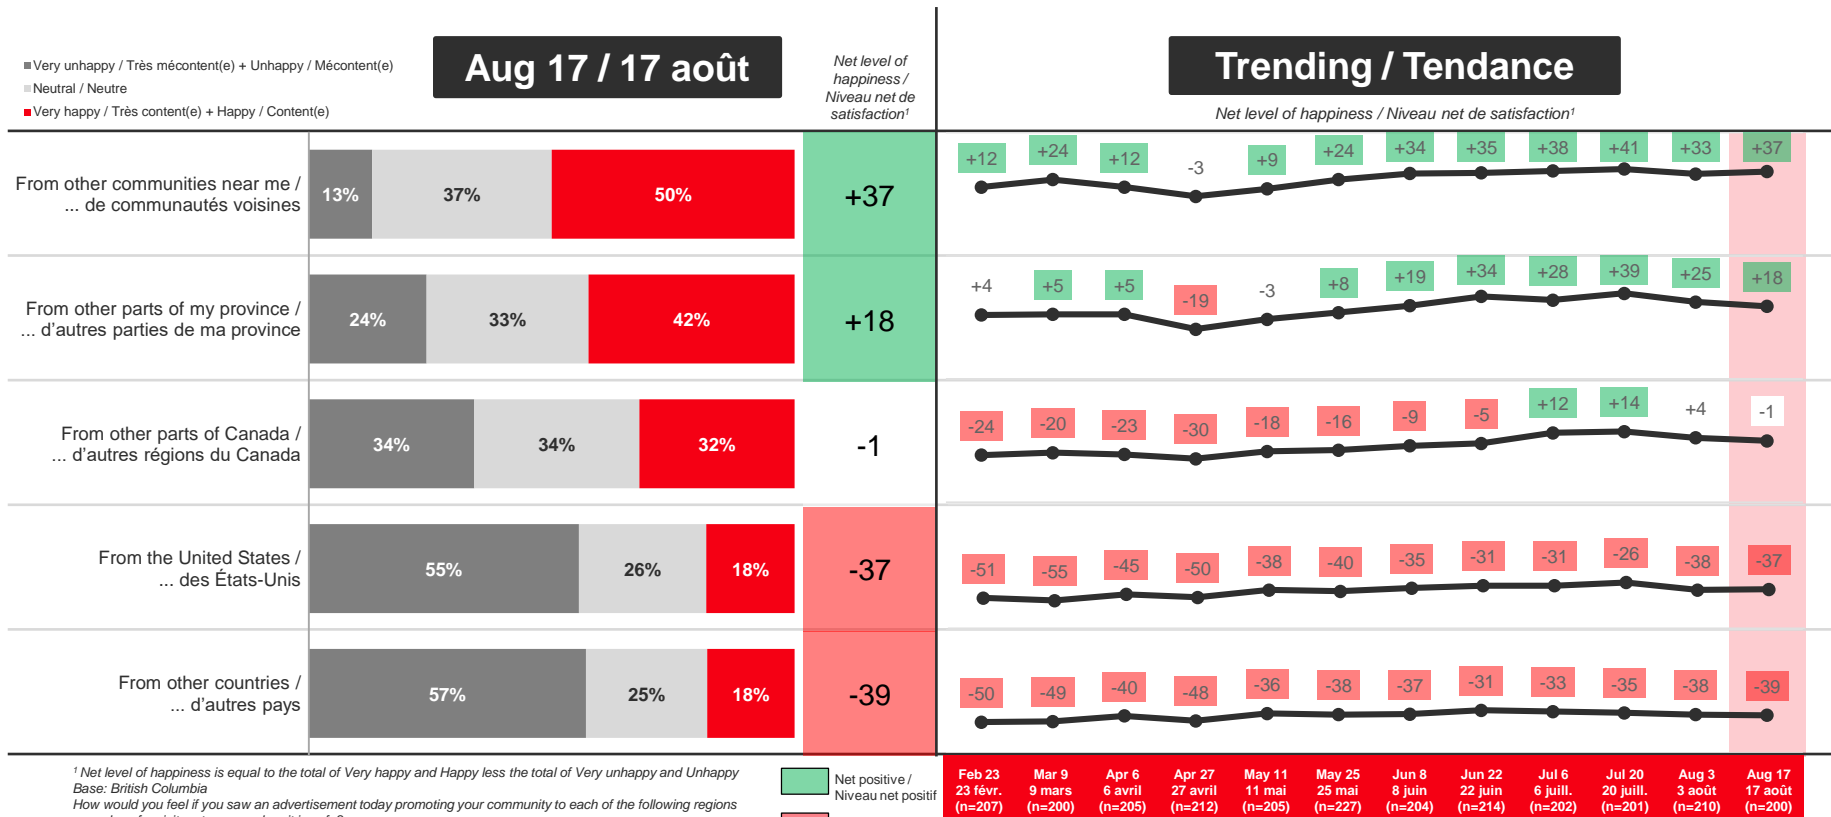 Very unhappy / Très mécontent(e) + Unhappy / Mécontent(e)
Neutral / Neutre
Very happy / Très content(e) + Happy / Content(e)
Aug 17 / 17 août
Net level of
happiness /
Niveau net de
satisfaction¹
Trending / Tendance
Net level of happiness / Niveau net de satisfaction¹
From other communities near me /
... de communautés voisines
13% 37% 50%
+37
+12 +24 +12 -3 +9 +24 +34 +35 +38 +41 +33 +37
From other parts of my province /
... d'autres parties de ma province
24% 33% 42%
+18
+4 +5 +5 -19 -3 +8 +19 +34 +28 +39 +25 +18
From other parts of Canada /
... d'autres régions du Canada
34% 34% 32%
-1
-24 -20 -23 -30 -18 -16 -9 -5 +12 +14 +4 -1
From the United States /
... des États-Unis
55% 26% 18%
-37
-51 -55 -45 -50 -38 -40 -35 -31 -31 -26 -38 -37
From other countries /
... d'autres pays
57% 25% 18%
-39
-50 -49 -40 -48 -36 -38 -37 -31 -33 -35 -38 -39
¹ Net level of happiness is equal to the total of Very happy and Happy less the total of Very unhappy and Unhappy
Base: British Columbia
How would you feel if you saw an advertisement today promoting your community to each of the following regions
Net positive /
Niveau net positif
Feb 23 Mar 9 Apr 6 Apr 27 May 11 May 25 Jun 8 Jun 22 Jul 6 Jul 20 Aug 3 Aug 17
23 févr. 9 mars 6 avril 27 avril 11 mai 25 mai 8 juin 22 juin 6 juill. 20 juill. 3 août 17 août
(n=207) (n=200) (n=205) (n=212) (n=205) (n=227) (n=204) (n=214) (n=202) (n=201) (n=210) (n=200)